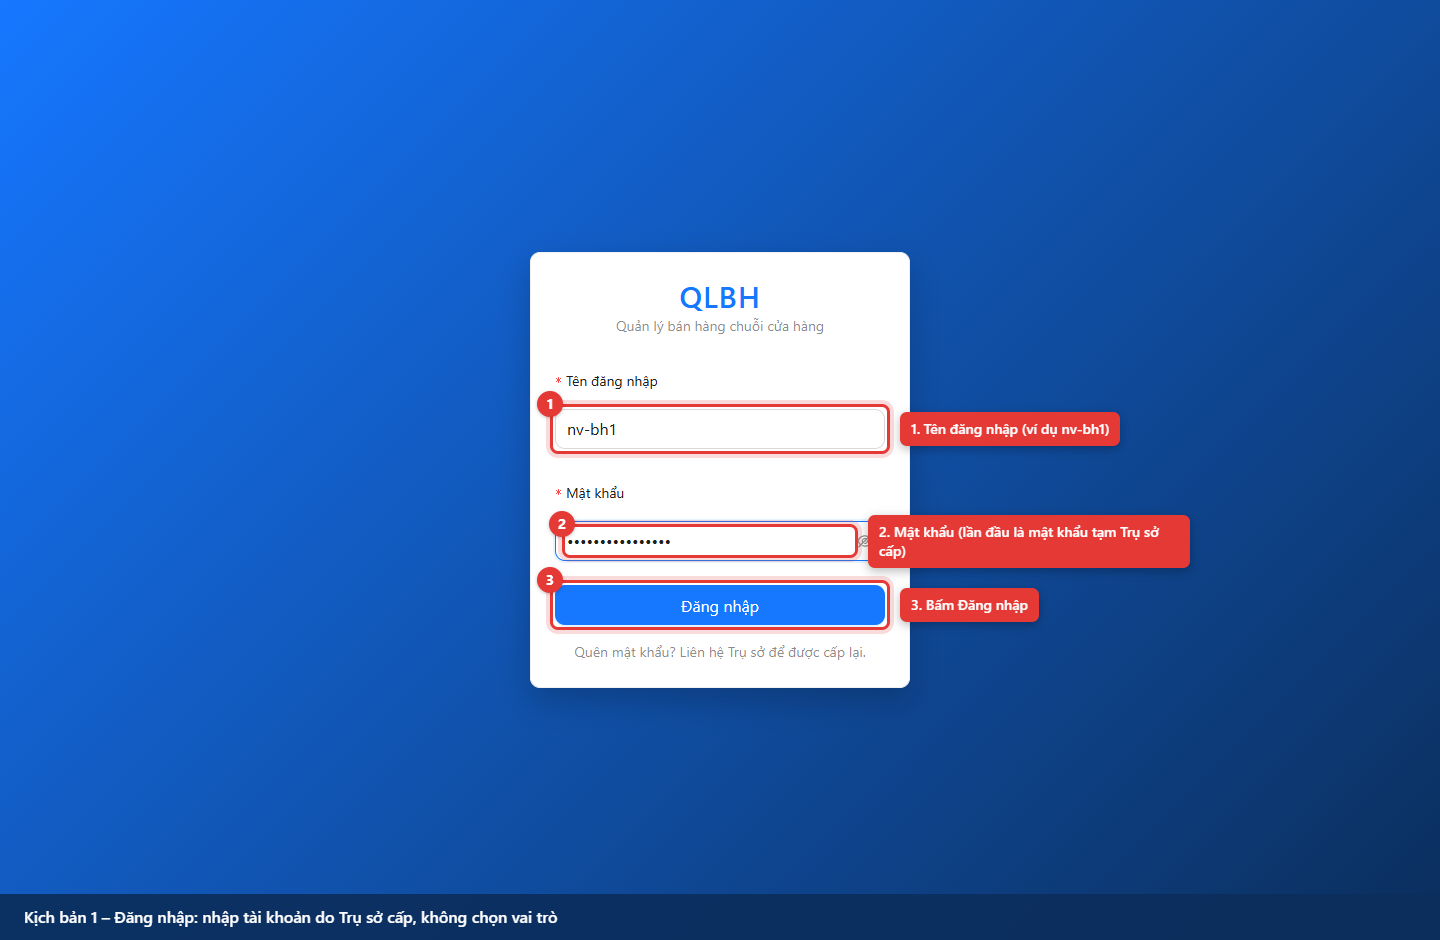 QLBH
Quản lý bán hàng chuỗi cửa hàng
* Tên đăng nhập
1
nv-bh1
1. Tên đăng nhập (ví dụ nv-bh1)
* Mật khẩu
2
••••••••••••••••
2. Mật khẩu (lần đầu là mật khẩu tạm Trụ sở
cấp)
3
Đăng nhập
3. Bấm Đăng nhập
Quên mật khẩu? Liên hệ Trụ sở để được cấp lại.
Kịch bản 1 – Đăng nhập: nhập tài khoản do Trụ sở cấp, không chọn vai trò